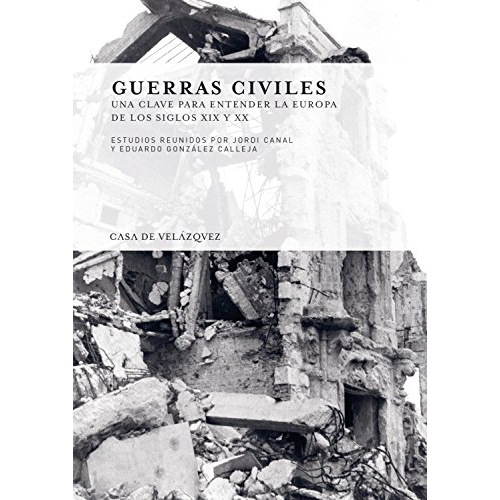 GUERRAS CIVILES
UNA CLAVE PARA ENTENDER LA EUROPA
DE LOS SIGLOS XIX Y XX
ESTUDIOS REUNIDOS POR JORDI CANAL
Y EDUARDO GONZÁLEZ CALLEJA
CASA DE VELÁZQVEZ